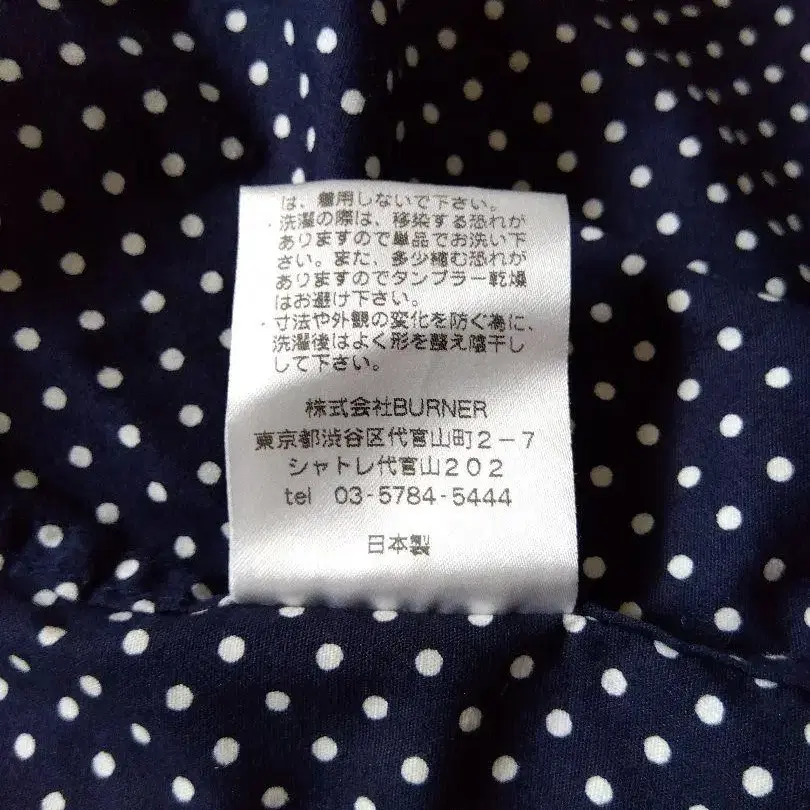 は、着用しないで下さい。
・洗濯の際は、移染する恐れが
ありますので単品でお洗い下
さい。また、多少縮む恐れが
ありますのでタンブラー乾燥
はお避け下さい。
・寸法や外観の変化を防ぐ為に、
洗濯後はよく形を整え陰干し
して下さい。
株式会社BURNER
東京都渋谷区代官山町2-7
シャトレ代官山202
tel 03-5784-5444
日本製